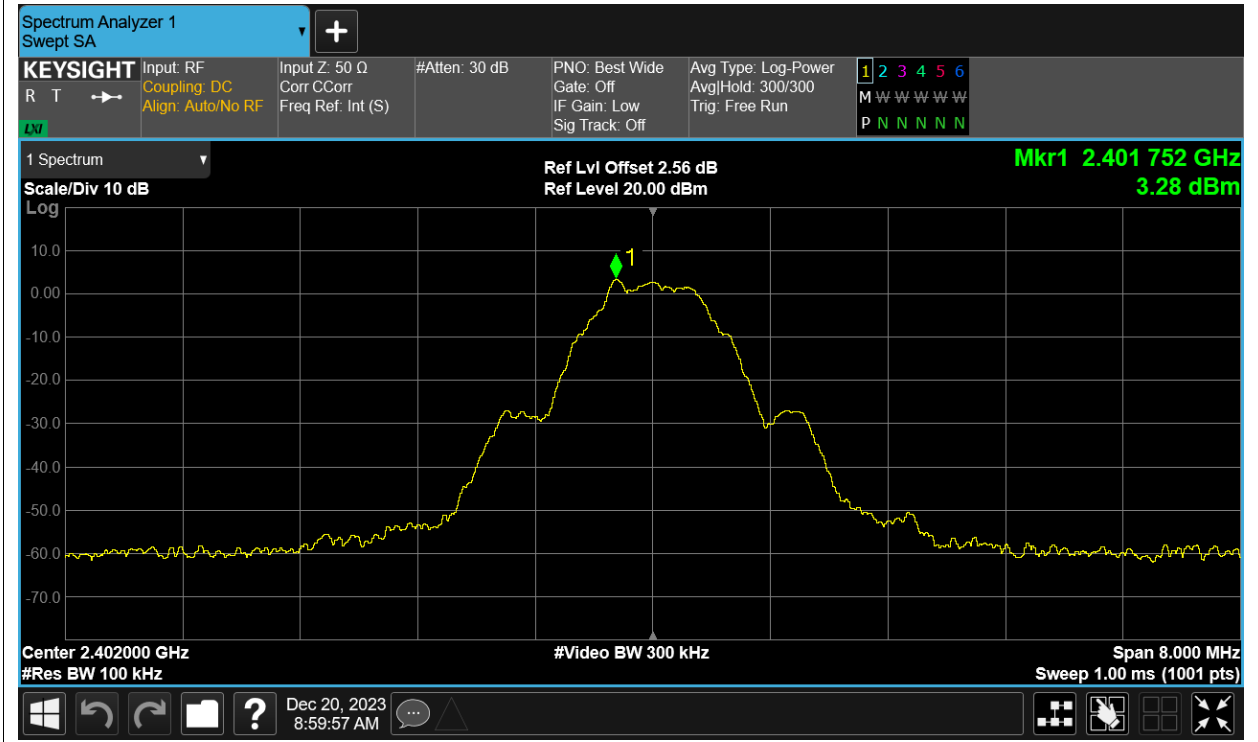 Spectrum Analyzer 1
Swept SA
KEYSIGHT
R T
LXI
Input: RF
Coupling: DC
Align: Auto/No RF
Input Z: 50 Ω
Corr CCorr
Freq Ref: Int (S)
#Atten: 30 dB
PNO: Best Wide
Gate: Off
IF Gain: Low
Sig Track: Off
Avg Type: Log-Power
Avg|Hold: 300/300
Trig: Free Run
1 2 3 4 5 6
M W W W W W
P N N N N N
1 Spectrum
Scale/Div 10 dB
Log
Ref Lvl Offset 2.56 dB
Ref Level 20.00 dBm
Mkr1 2.401 752 GHz
3.28 dBm
1
10.0
0.00
-10.0
-20.0
-30.0
-40.0
-50.0
-60.0
-70.0
Center 2.402000 GHz
#Res BW 100 kHz
#Video BW 300 kHz
Span 8.000 MHz
Sweep 1.00 ms (1001 pts)
?
Dec 20, 2023
8:59:57 AM